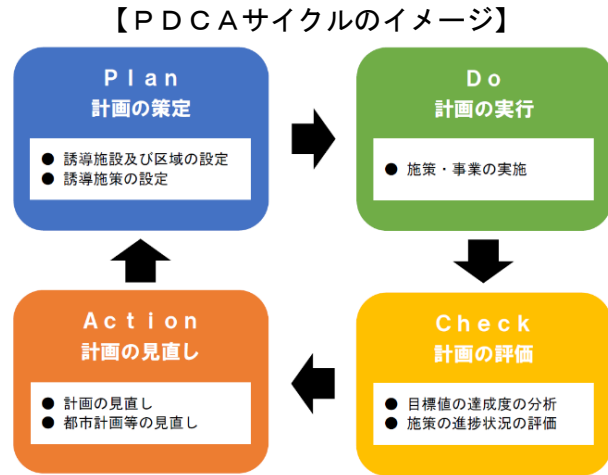 【ＰＤＣＡサイクルのイメージ】
Ｐｌａｎ
計画の策定
● 誘導施設及び区域の設定
● 誘導施策の設定
Ｄｏ
計画の実行
● 施策・事業の実施
Ａｃｔｉｏｎ
計画の見直し
● 計画の見直し
● 都市計画等の見直し
Ｃｈｅｃｋ
計画の評価
● 目標値の達成度の分析
● 施策の進捗状況の評価